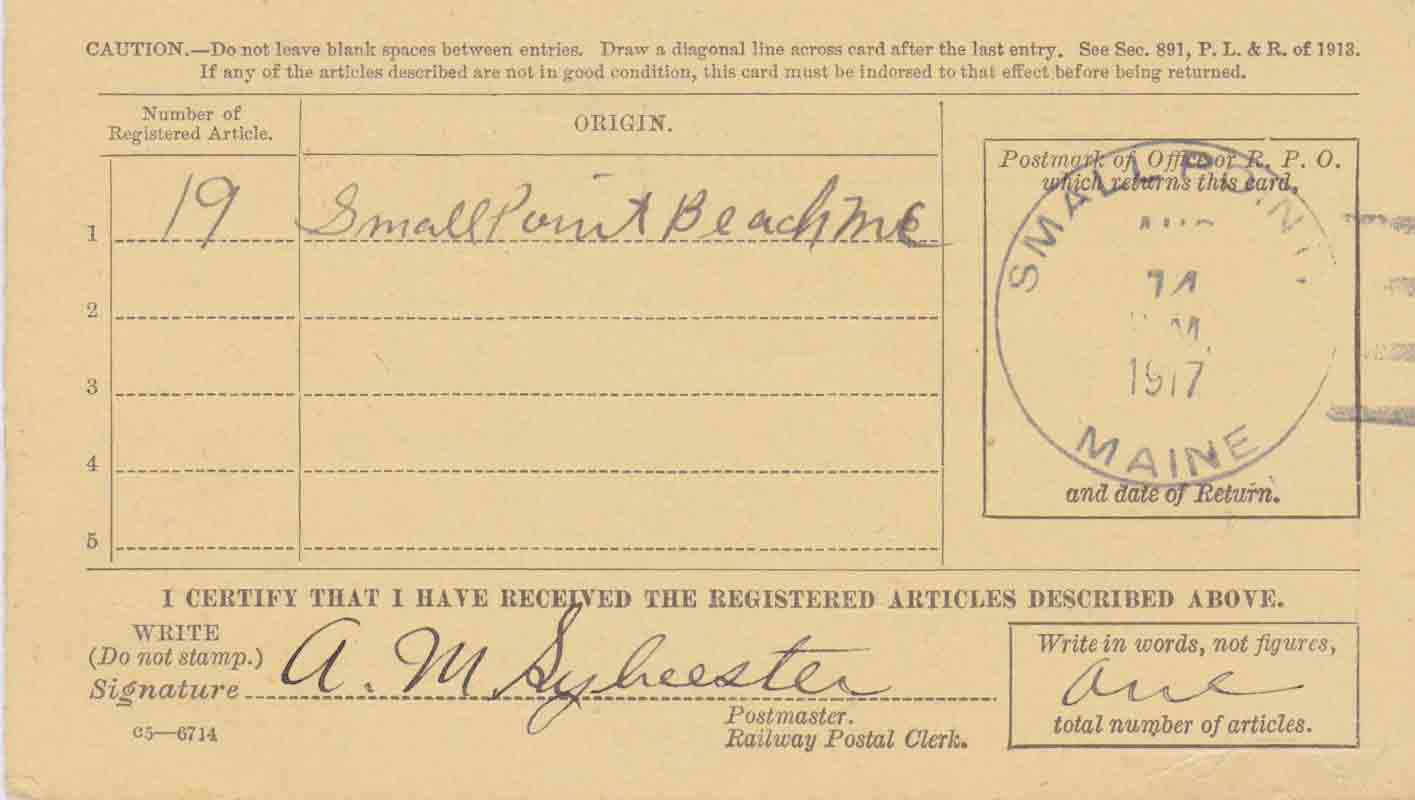 CAUTION.—Do not leave blank spaces between entries. Draw a diagonal line across card after the last entry. See Sec. 891, P. L. & R. of 1913.
If any of the articles described are not in good condition, this card must be indorsed to that effect before being returned.
Number of
Registered Article.
ORIGIN.
1 19 Small Point Beach Me
2
3
4
5
Postmark of Office or R. P. O.
which returns this card,
SMALL POINT
1917
MAINE
and date of Return.
I CERTIFY THAT I HAVE RECEIVED THE REGISTERED ARTICLES DESCRIBED ABOVE.
WRITE
(Do not stamp.)
Signature A. M Sylvester
Postmaster.
Railway Postal Clerk.
C5—6714
Write in words, not figures,
One
total number of articles.